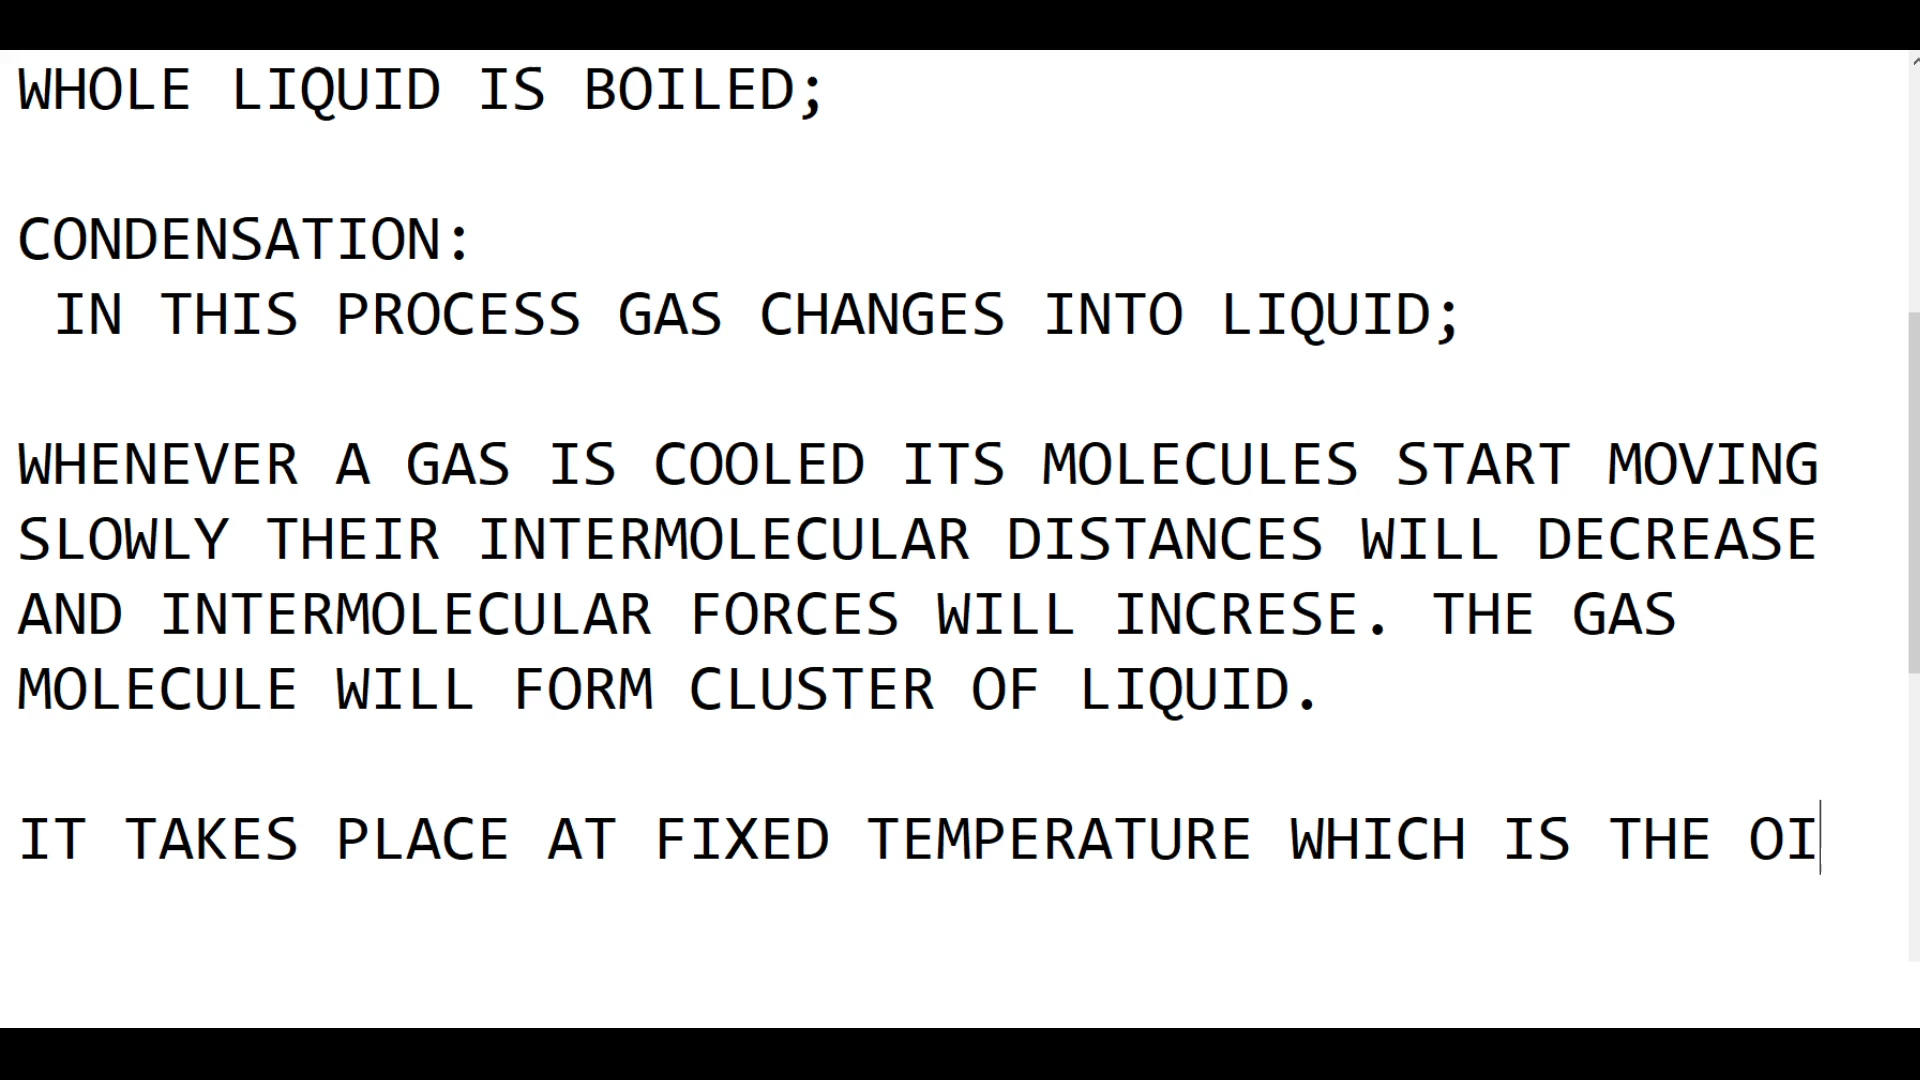 WHOLE LIQUID IS BOILED;
CONDENSATION:
IN THIS PROCESS GAS CHANGES INTO LIQUID;
WHENEVER A GAS IS COOLED ITS MOLECULES START MOVING
SLOWLY THEIR INTERMOLECULAR DISTANCES WILL DECREASE
AND INTERMOLECULAR FORCES WILL INCRESE. THE GAS
MOLECULE WILL FORM CLUSTER OF LIQUID.
IT TAKES PLACE AT FIXED TEMPERATURE WHICH IS THE OI